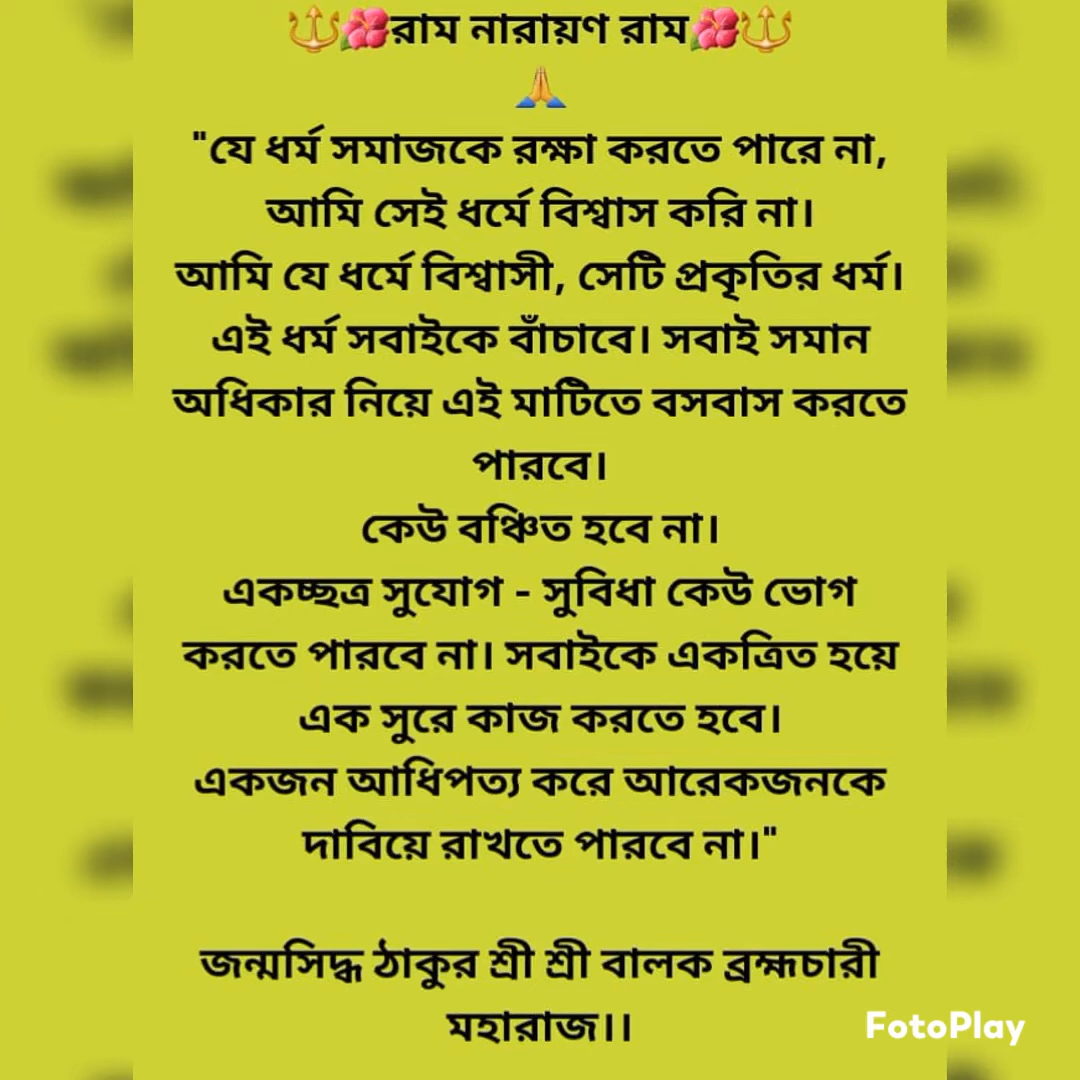 🔱🌺রাম নারায়ণ রাম🌺🔱
🙏
"যে ধর্ম সমাজকে রক্ষা করতে পারে না,
আমি সেই ধর্মে বিশ্বাস করি না।
আমি যে ধর্মে বিশ্বাসী, সেটি প্রকৃতির ধর্ম।
এই ধর্ম সবাইকে বাঁচাবে। সবাই সমান
অধিকার নিয়ে এই মাটিতে বসবাস করতে
পারবে।
কেউ বঞ্চিত হবে না।
একচ্ছত্র সুযোগ - সুবিধা কেউ ভোগ
করতে পারবে না। সবাইকে একত্রিত হয়ে
এক সুরে কাজ করতে হবে।
একজন আধিপত্য করে আরেকজনকে
দাবিয়ে রাখতে পারবে না।"
জন্মসিদ্ধ ঠাকুর শ্রী শ্রী বালক ব্রহ্মচারী
মহারাজ।।
FotoPlay